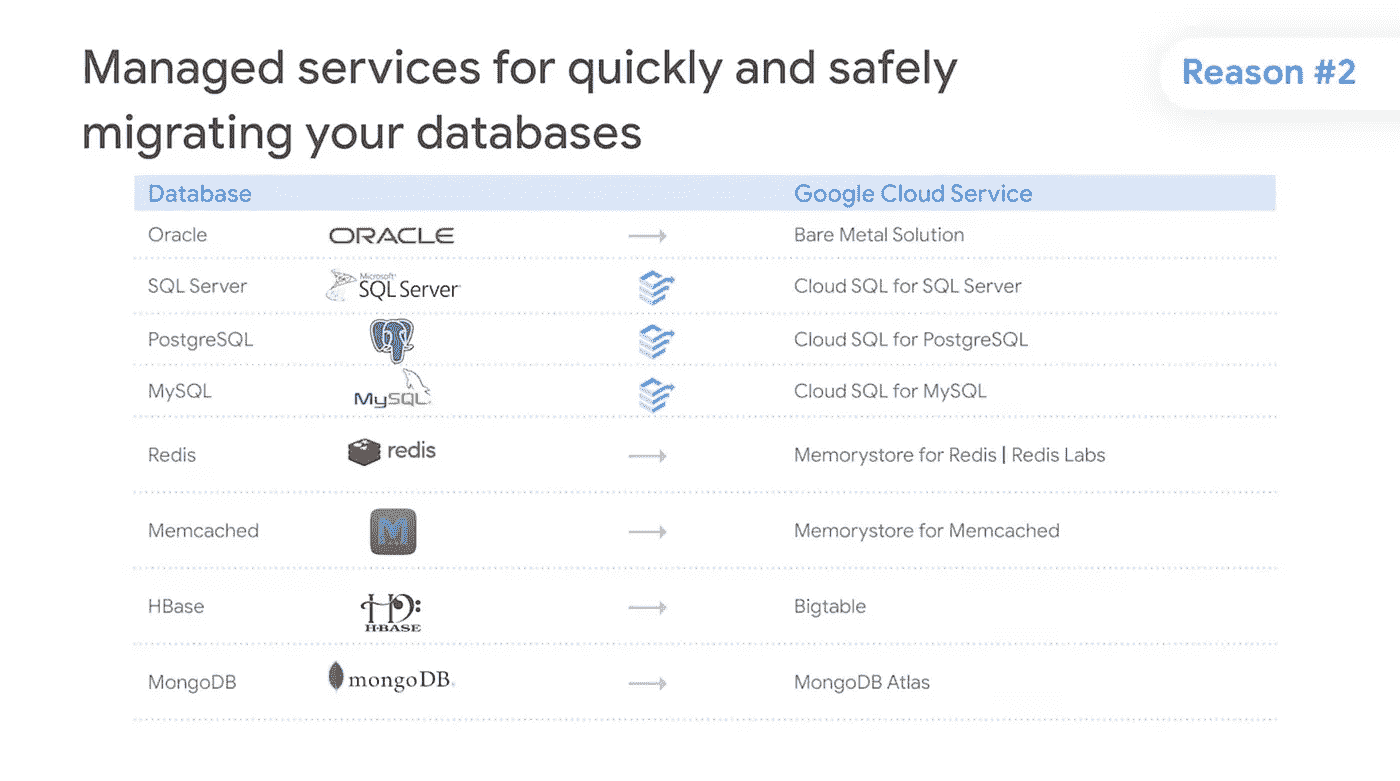 Managed services for quickly and safely
migrating your databases
Reason #2
Database Google Cloud Service
Oracle ORACLE Bare Metal Solution
SQL Server Microsoft SQL Server Cloud SQL for SQL Server
PostgreSQL Cloud SQL for PostgreSQL
MySQL MySQL Cloud SQL for MySQL
Redis redis Memorystore for Redis | Redis Labs
Memcached M Memorystore for Memcached
HBase H HBASE Bigtable
MongoDB mongoDB MongoDB Atlas